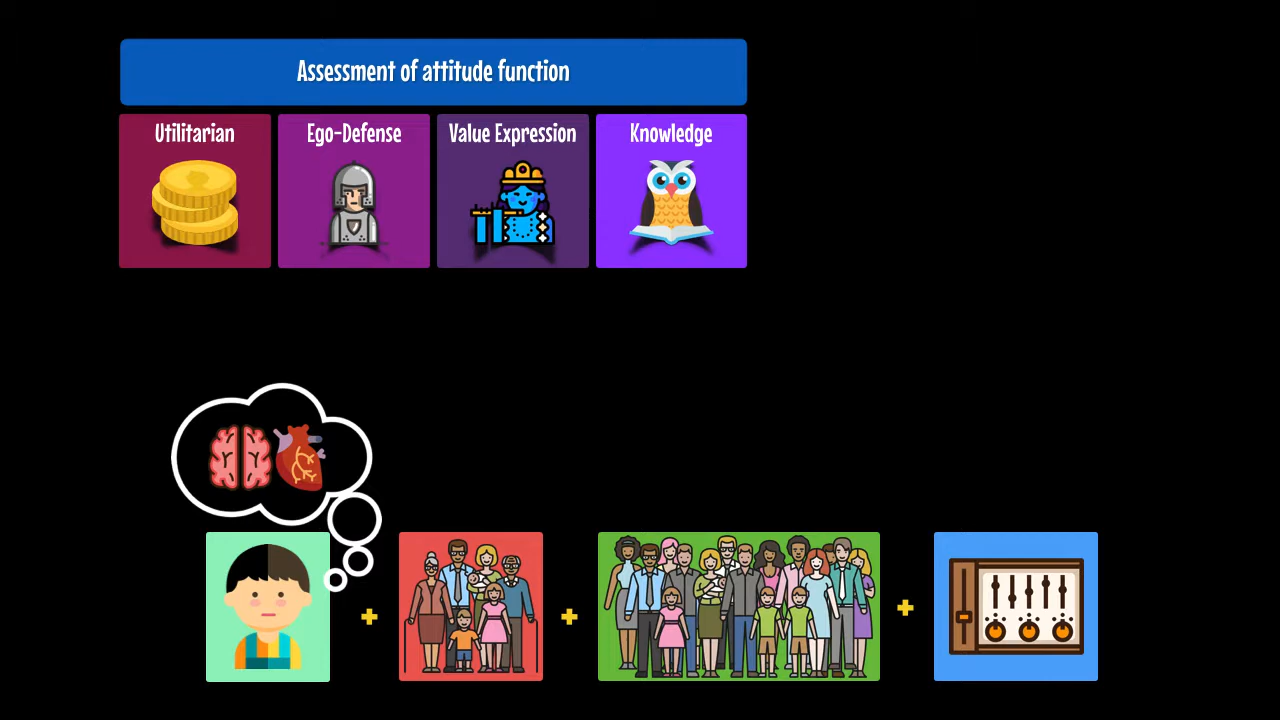 Assessment of attitude function
Utilitarian
Ego-Defense
Value Expression
Knowledge